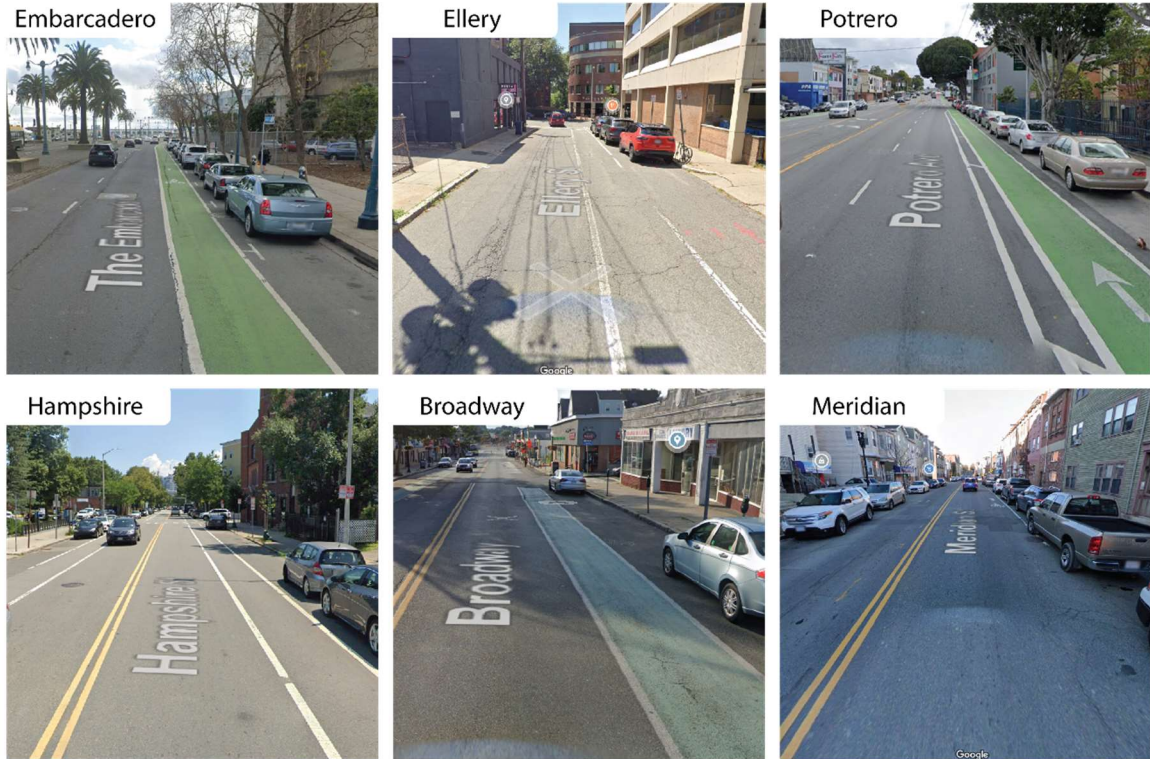 Embarcadero
Ellery
Potrero
The Embarcadero
Ellery St
Potrero Ave
Google
Hampshire
Broadway
Meridian
Hampshire St
Broadway
Meridian St
Google